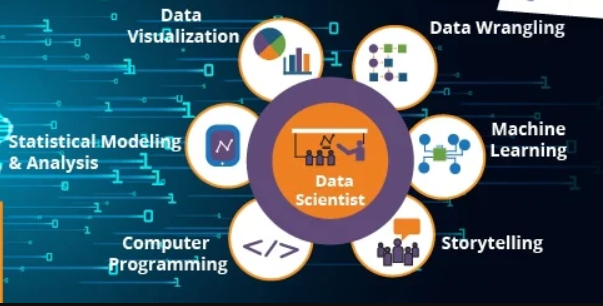 Data
Visualization
Data Wrangling
Statistical Modeling
& Analysis
Machine
Learning
Data
Scientist
Computer
Programming
Storytelling
</>